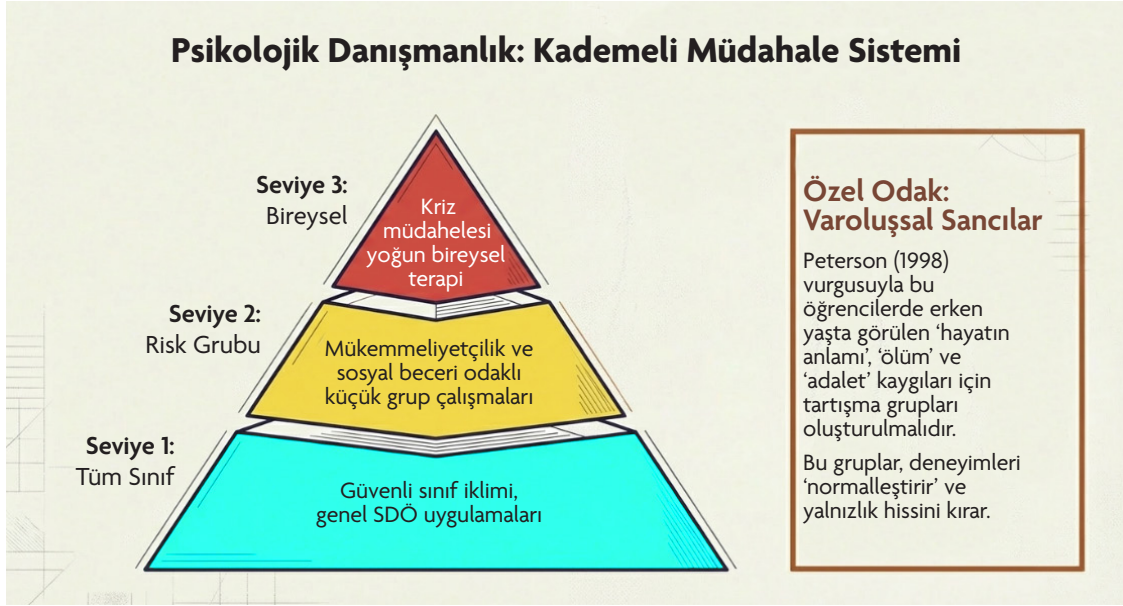 Psikolojik Danışmanlık: Kademeli Müdahale Sistemi
Seviye 3:
Bireysel
Kriz
müdahelesi
yoğun bireysel
terapi
Seviye 2:
Risk Grubu
Mükemmeliyetçilik ve
sosyal beceri odaklı
küçük grup çalışmaları
Seviye 1:
Tüm Sınıf
Güvenli sınıf iklimi,
genel SDÖ uygulamaları
Özel Odak:
Varoluşsal Sancılar
Peterson (1998)
vurgusuyla bu
öğrencilerde erken
yaşta görülen ‘hayatın
anlamı’, ‘ölüm’ ve
‘adalet’ kaygıları için
tartışma grupları
oluşturulmalıdır.
Bu gruplar, deneyimleri
‘normalleştirir’ ve
yalnızlık hissini kırar.